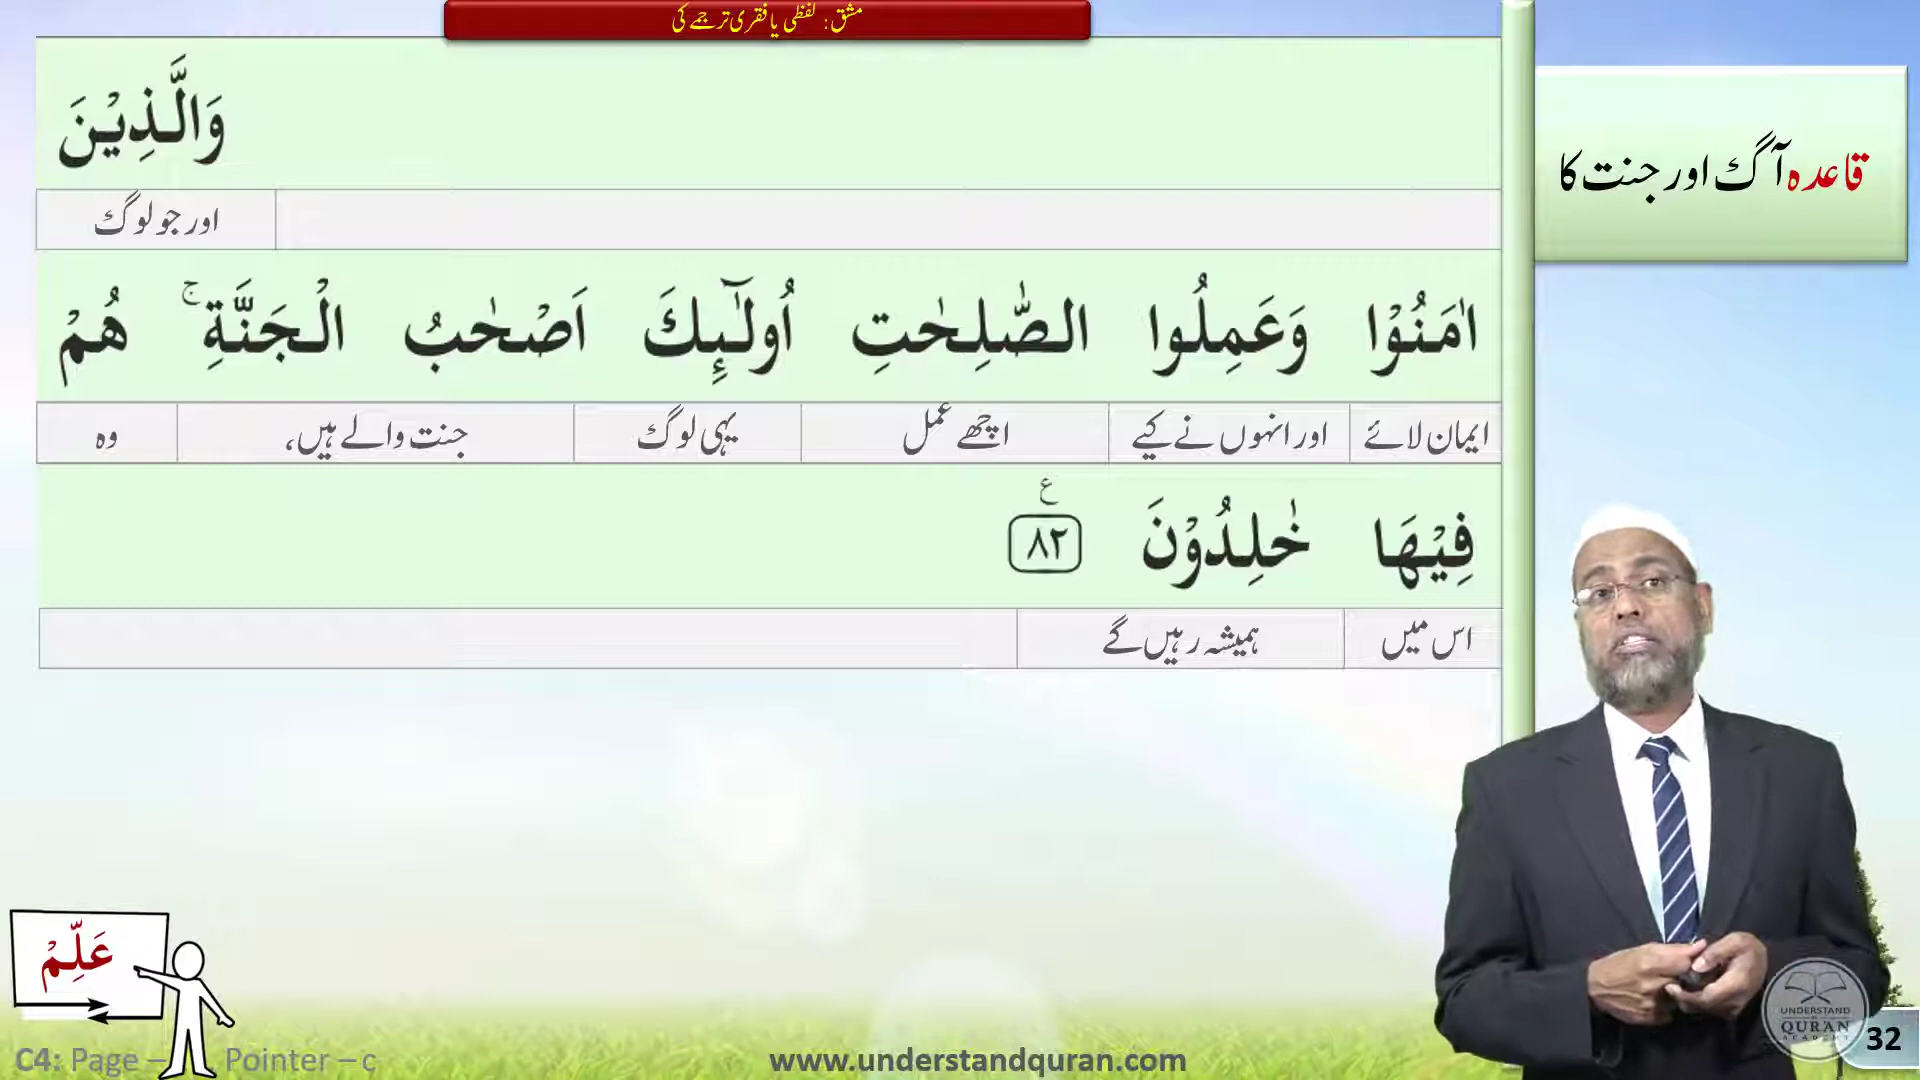 مشق: لفظی یا فقری ترجمے کی
قاعدہ آگ اور جنت کا
وَالَّذِيْنَ
اور جو لوگ
اٰمَنُوْا وَعَمِلُوا الصّٰلِحٰتِ اُولٰٓئِكَ اَصْحٰبُ الْجَنَّةِ ۚ هُمْ
ایمان لائے اور انہوں نے کیے اچھے عمل یہی لوگ جنت والے ہیں، وہ
فِيْهَا خٰلِدُوْنَ ٨٢ ع
اس میں ہمیشہ رہیں گے
عَلِّمْ
C4: Page – Pointer – c
www.understandquran.com
UNDERSTAND
QURAN
ACADEMY
32